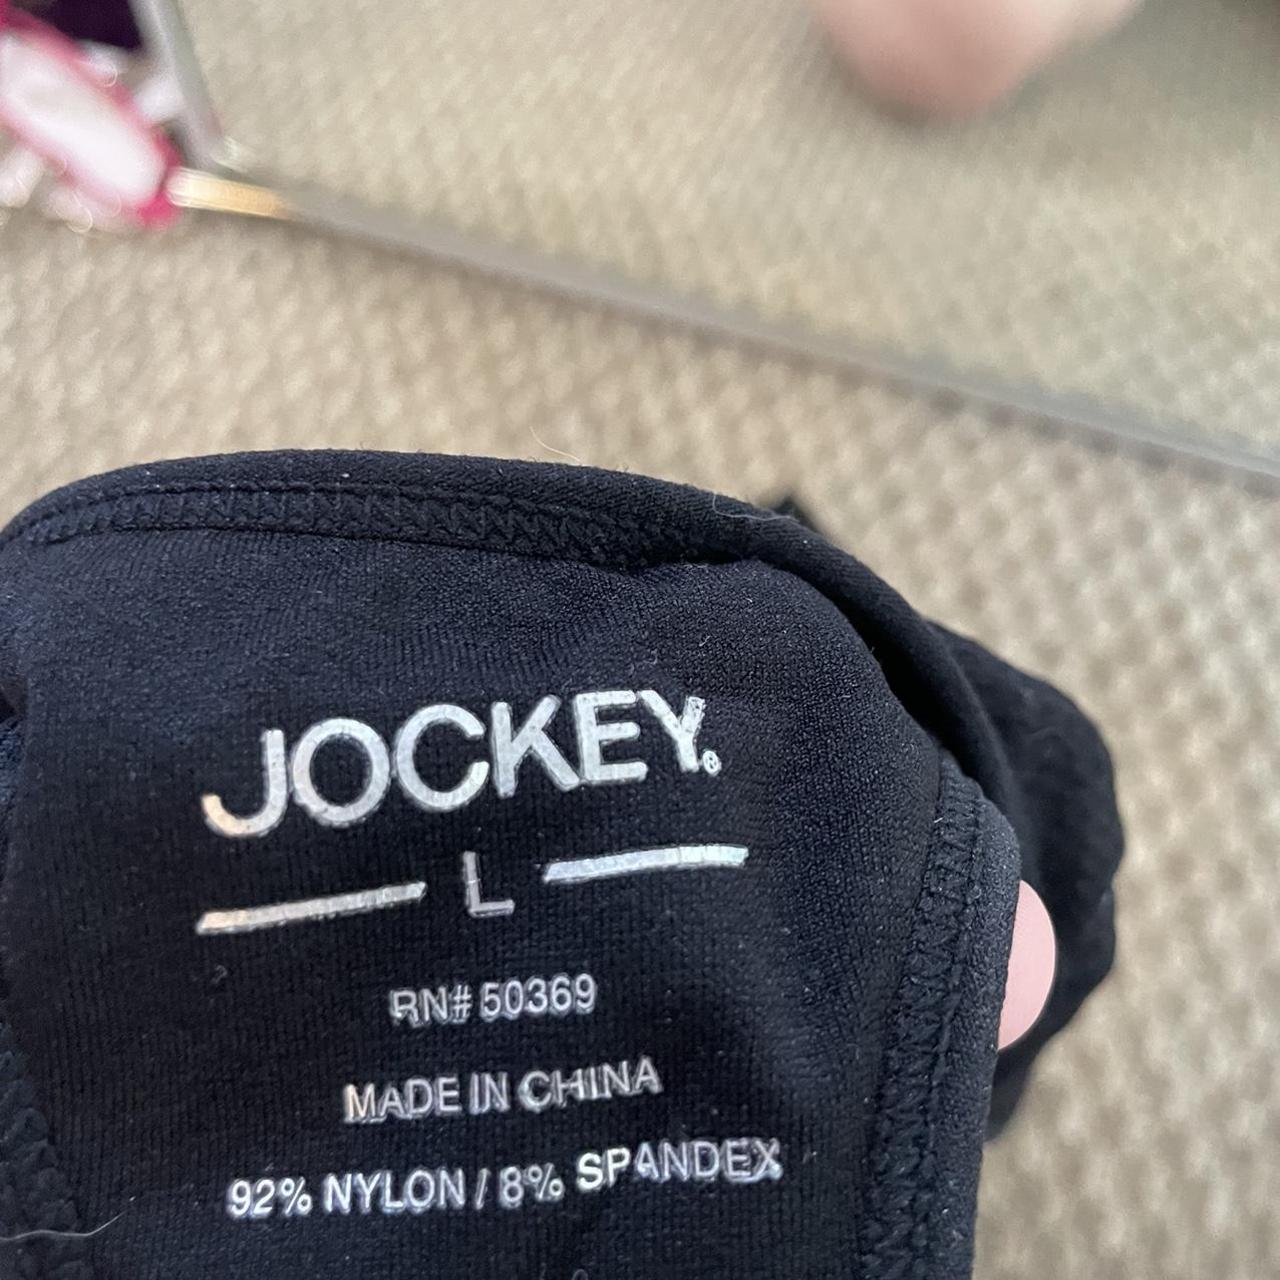 JOCKEY®
L
RN# 50369
MADE IN CHINA
92% NYLON / 8% SPANDEX